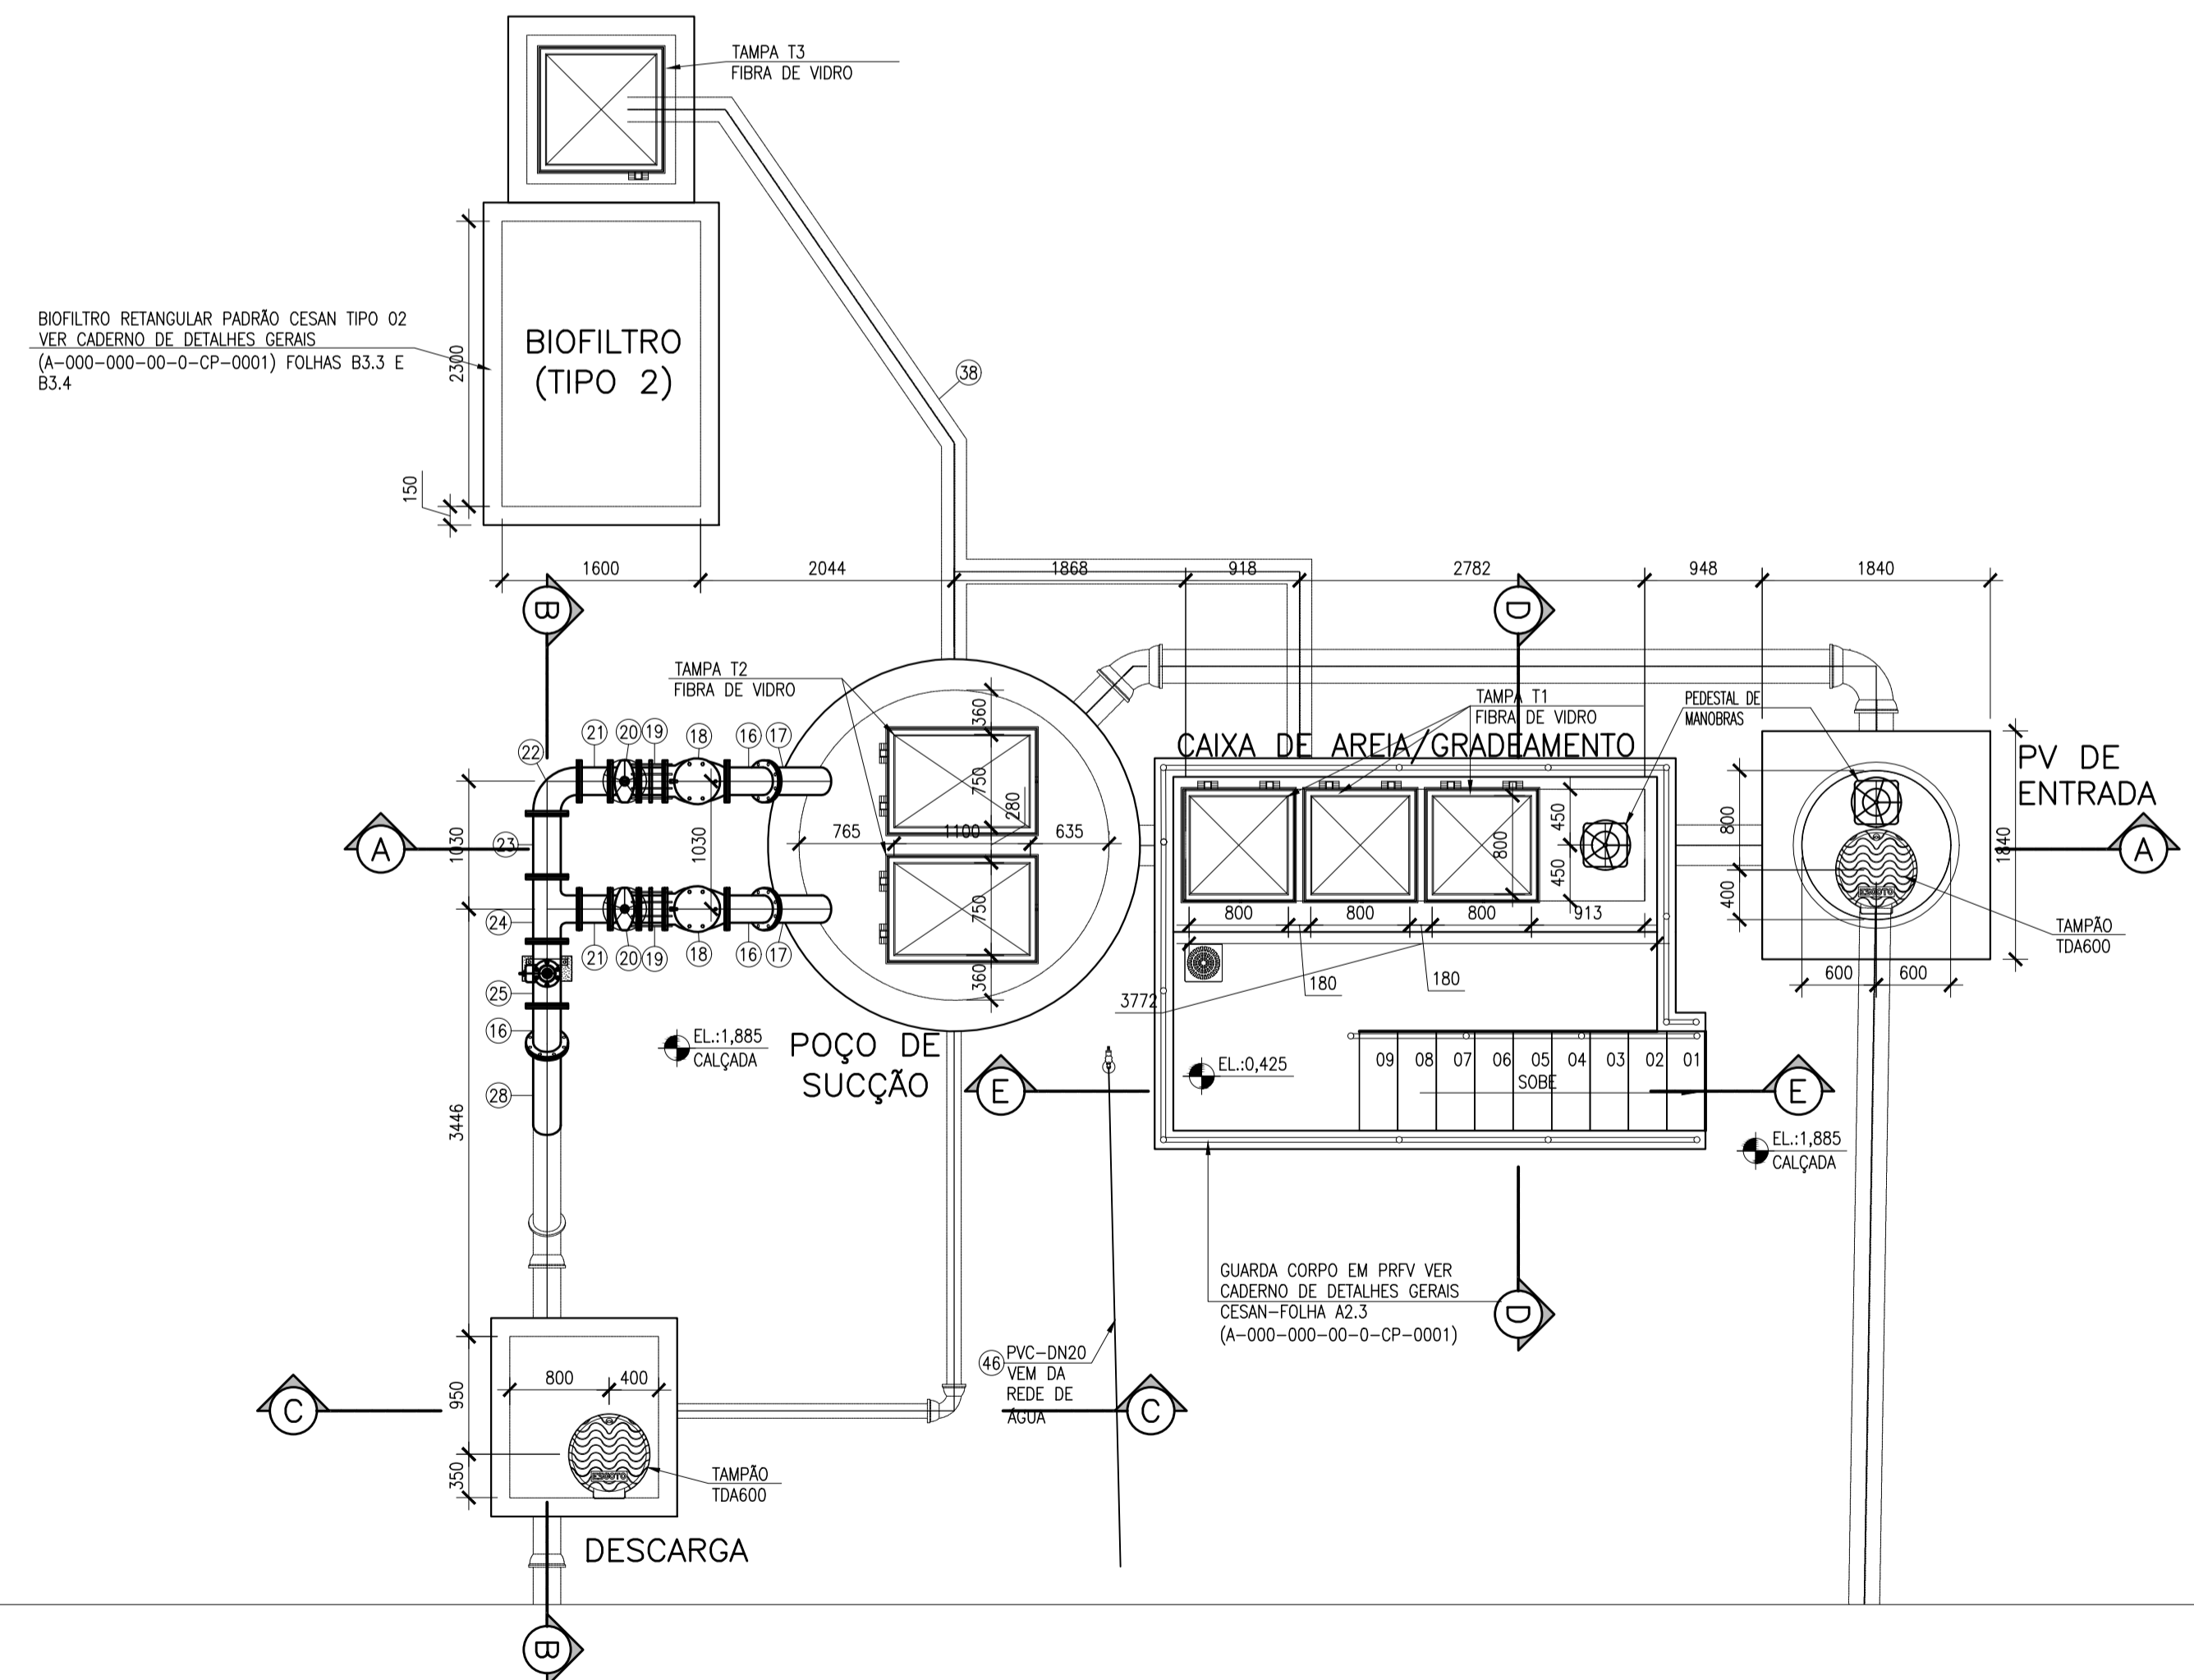 TAMPA T3
FIBRA DE VIDRO
BIOFILTRO RETANGULAR PADRÃO CESAN TIPO 02
VER CADERNO DE DETALHES GERAIS
(A-000-000-00-0-CP-0001) FOLHAS B3.3 E
B3.4
2300
BIOFILTRO
(TIPO 2)
38
150
1600
2044
1868
918
2782
948
1840
B
D
TAMPA T2
FIBRA DE VIDRO
TAMPA T1
FIBRA DE VIDRO
PEDESTAL DE
MANOBRAS
CAIXA DE AREIA/GRADEAMENTO
PV DE
ENTRADA
22
21
20
19
18
16
17
360
750
280
765
1100
635
750
360
A
1030
23
1030
24
21
20
19
18
16
17
25
16
28
800
450
450
800
800
800
913
180
180
3772
800
400
1840
A
ESGOTO
TAMPÃO
TDA600
600
600
EL.:1,885
CALÇADA
POÇO DE
SUCÇÃO
E
EL.:0,425
09
08
07
06
05
04
03
02
01
SOBE
E
EL.:1,885
CALÇADA
3446
GUARDA CORPO EM PRFV VER
CADERNO DE DETALHES GERAIS
CESAN-FOLHA A2.3
(A-000-000-00-0-CP-0001)
D
46
PVC-DN20
VEM DA
REDE DE
ÁGUA
C
C
800
400
950
350
ESGOTO
TAMPÃO
TDA600
DESCARGA
B